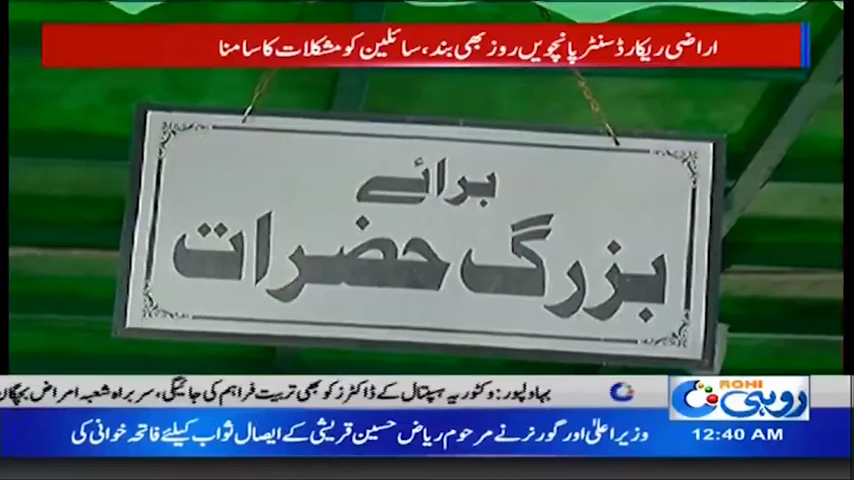 اراضی ریکارڈ سنٹر پانچویں روز بھی بند، سائلین کو مشکلات کا سامنا
برائے
بزرگ حضرات
بہاولپور: وکٹوریہ ہسپتال کے ڈاکٹرز کو بھی تربیت فراہم کی جائیگی، سربراہ شعبہ امراض بچگان
ROHI
روہی
وزیر اعلیٰ اور گورنر نے مرحوم ریاض حسین قریشی کے ایصال ثواب کیلئے فاتحہ خوانی کی
12:40 AM